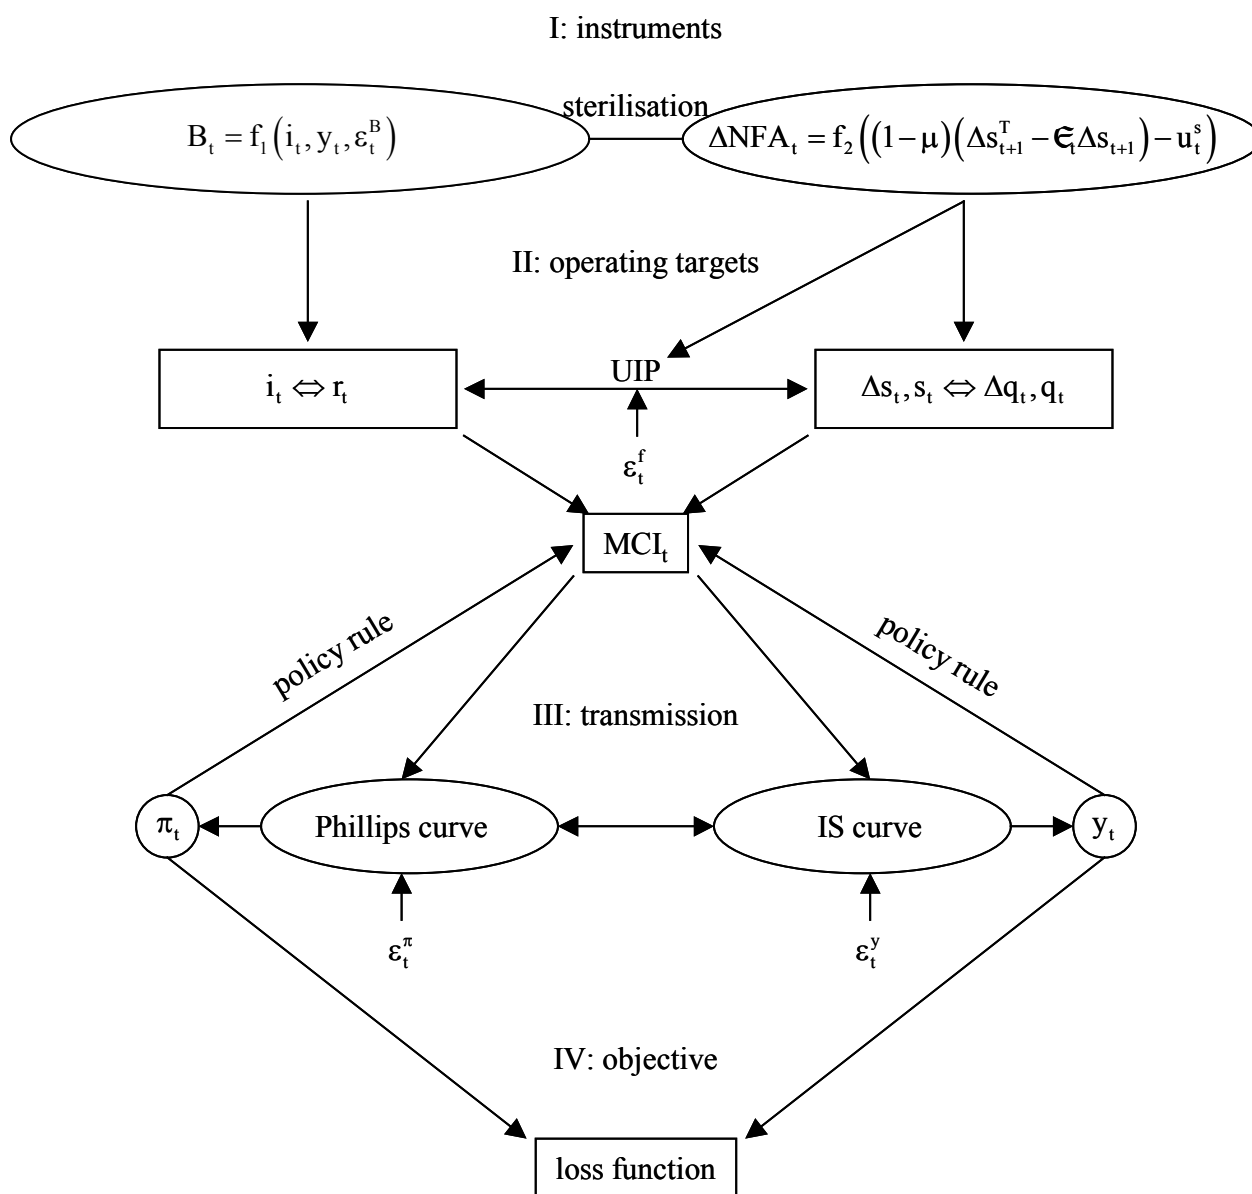 I: instruments
sterilisation
B_t = f_1(i_t, y_t, ε_t^B)
ΔNFA_t = f_2((1−μ)(Δs_{t+1}^T − 𝕰_tΔs_{t+1}) − u_t^s)
II: operating targets
UIP
i_t ⇔ r_t
Δs_t, s_t ⇔ Δq_t, q_t
ε_t^f
MCI_t
policy rule
policy rule
III: transmission
π_t
Phillips curve
IS curve
y_t
ε_t^π
ε_t^y
IV: objective
loss function